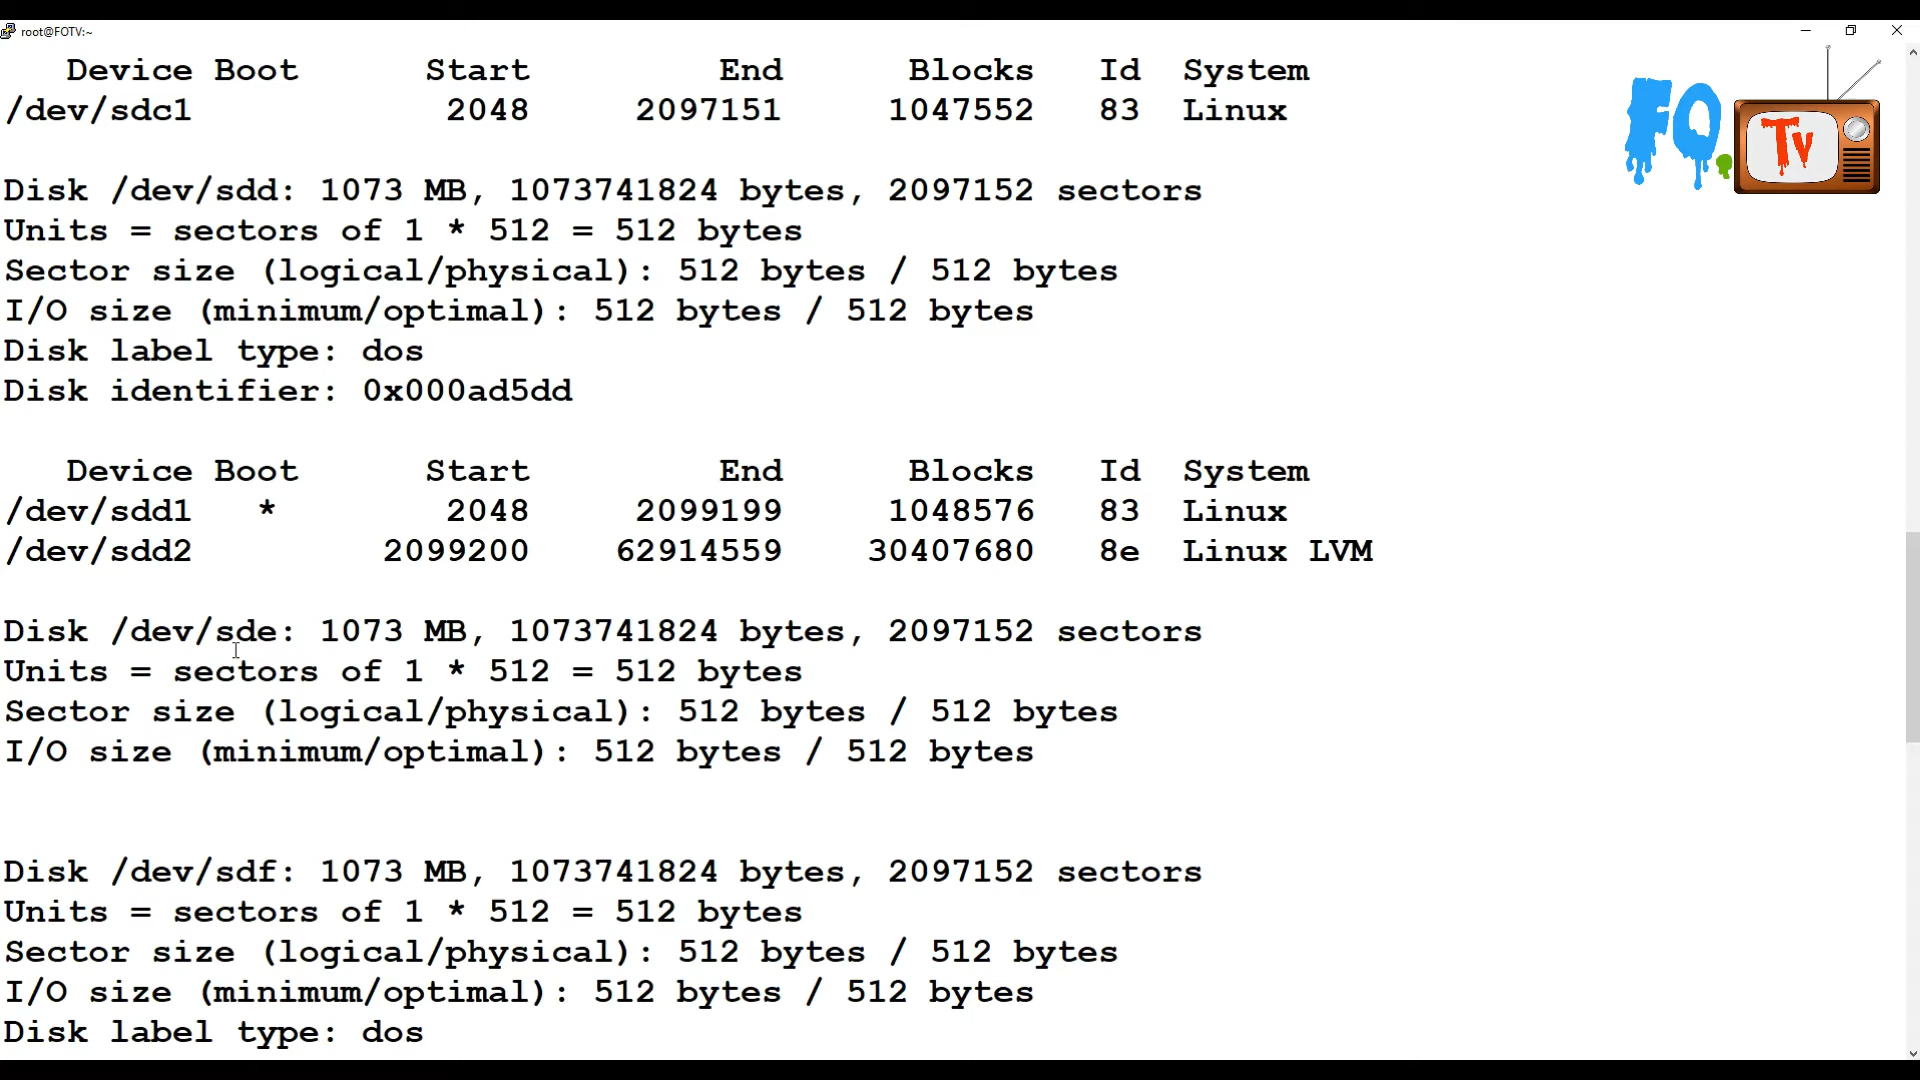 root@FOTV:~
Device Boot Start End Blocks Id System
/dev/sdc1 2048 2097151 1047552 83 Linux
FO.
Tv
Disk /dev/sdd: 1073 MB, 1073741824 bytes, 2097152 sectors
Units = sectors of 1 * 512 = 512 bytes
Sector size (logical/physical): 512 bytes / 512 bytes
I/O size (minimum/optimal): 512 bytes / 512 bytes
Disk label type: dos
Disk identifier: 0x000ad5dd
Device Boot Start End Blocks Id System
/dev/sdd1 * 2048 2099199 1048576 83 Linux
/dev/sdd2 2099200 62914559 30407680 8e Linux LVM
Disk /dev/sde: 1073 MB, 1073741824 bytes, 2097152 sectors
Units = sectors of 1 * 512 = 512 bytes
Sector size (logical/physical): 512 bytes / 512 bytes
I/O size (minimum/optimal): 512 bytes / 512 bytes
Disk /dev/sdf: 1073 MB, 1073741824 bytes, 2097152 sectors
Units = sectors of 1 * 512 = 512 bytes
Sector size (logical/physical): 512 bytes / 512 bytes
I/O size (minimum/optimal): 512 bytes / 512 bytes
Disk label type: dos